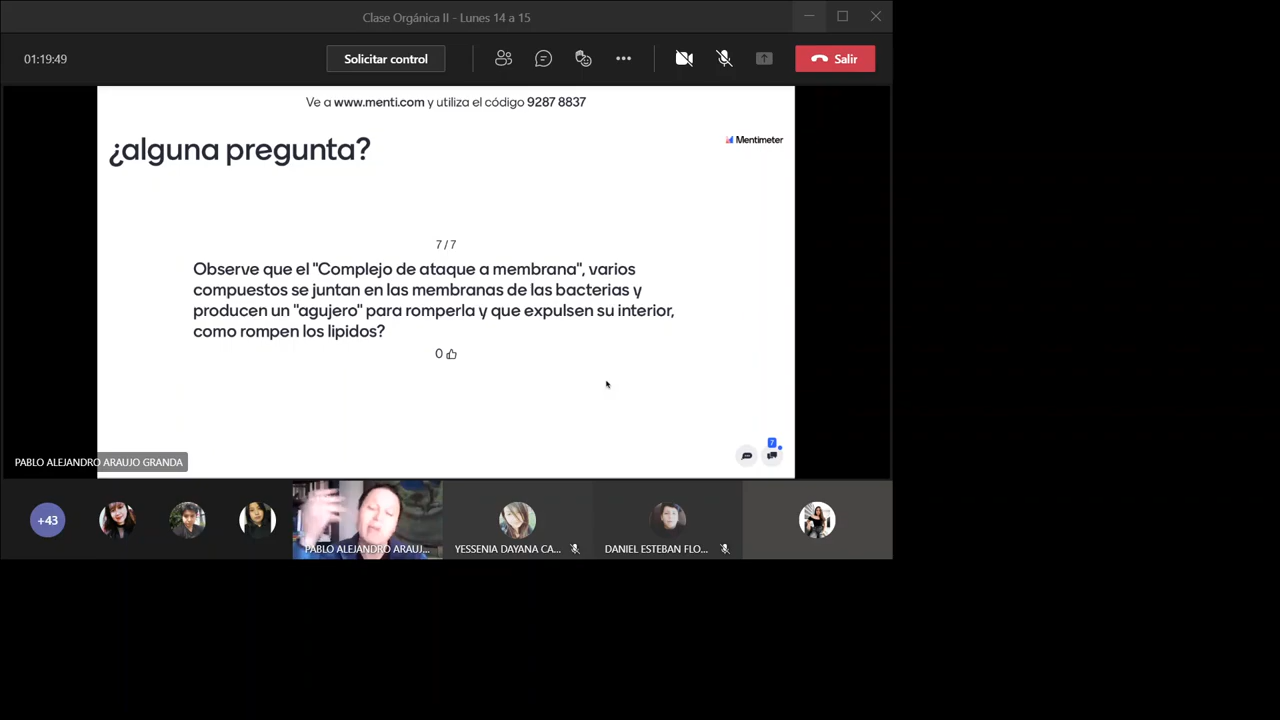 Clase Orgánica II - Lunes 14 a 15
01:19:49
Solicitar control
Salir
Ve a www.menti.com y utiliza el código 9287 8837
¿alguna pregunta?
Mentimeter
7 / 7
Observe que el "Complejo de ataque a membrana", varios
compuestos se juntan en las membranas de las bacterias y
producen un "agujero" para romperla y que expulsen su interior,
como rompen los lipidos?
0
7
PABLO ALEJANDRO ARAUJO GRANDA
+43
PABLO ALEJANDRO ARAUJ...
YESSENIA DAYANA CA...
DANIEL ESTEBAN FLO...